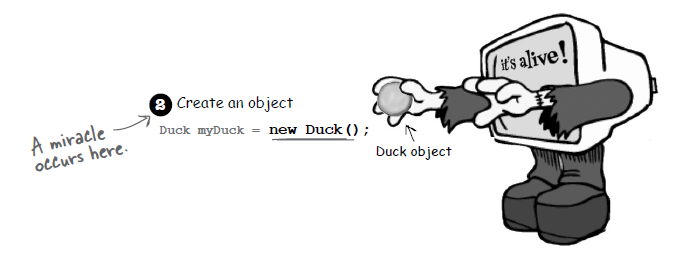 it's alive!
2 Create an object
Duck myDuck = new Duck();
A miracle
occurs here.
Duck object